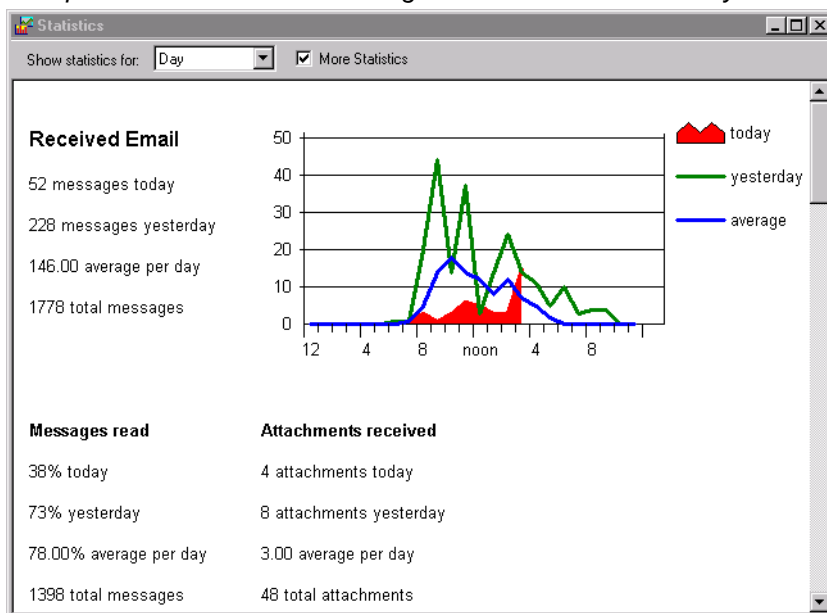 Statistics
Show statistics for: Day More Statistics
Received Email
52 messages today
228 messages yesterday
146.00 average per day
1778 total messages
50
40
30
20
10
0
12 4 8 noon 4 8
today
yesterday
average
Messages read
38% today
73% yesterday
78.00% average per day
1398 total messages
Attachments received
4 attachments today
8 attachments yesterday
3.00 average per day
48 total attachments